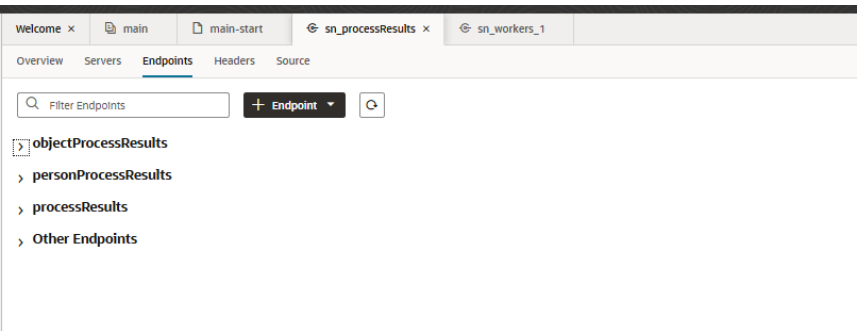 Welcome × main main-start sn_processResults × sn_workers_1
Overview Servers Endpoints Headers Source
Filter Endpoints + Endpoint
objectProcessResults
personProcessResults
processResults
Other Endpoints